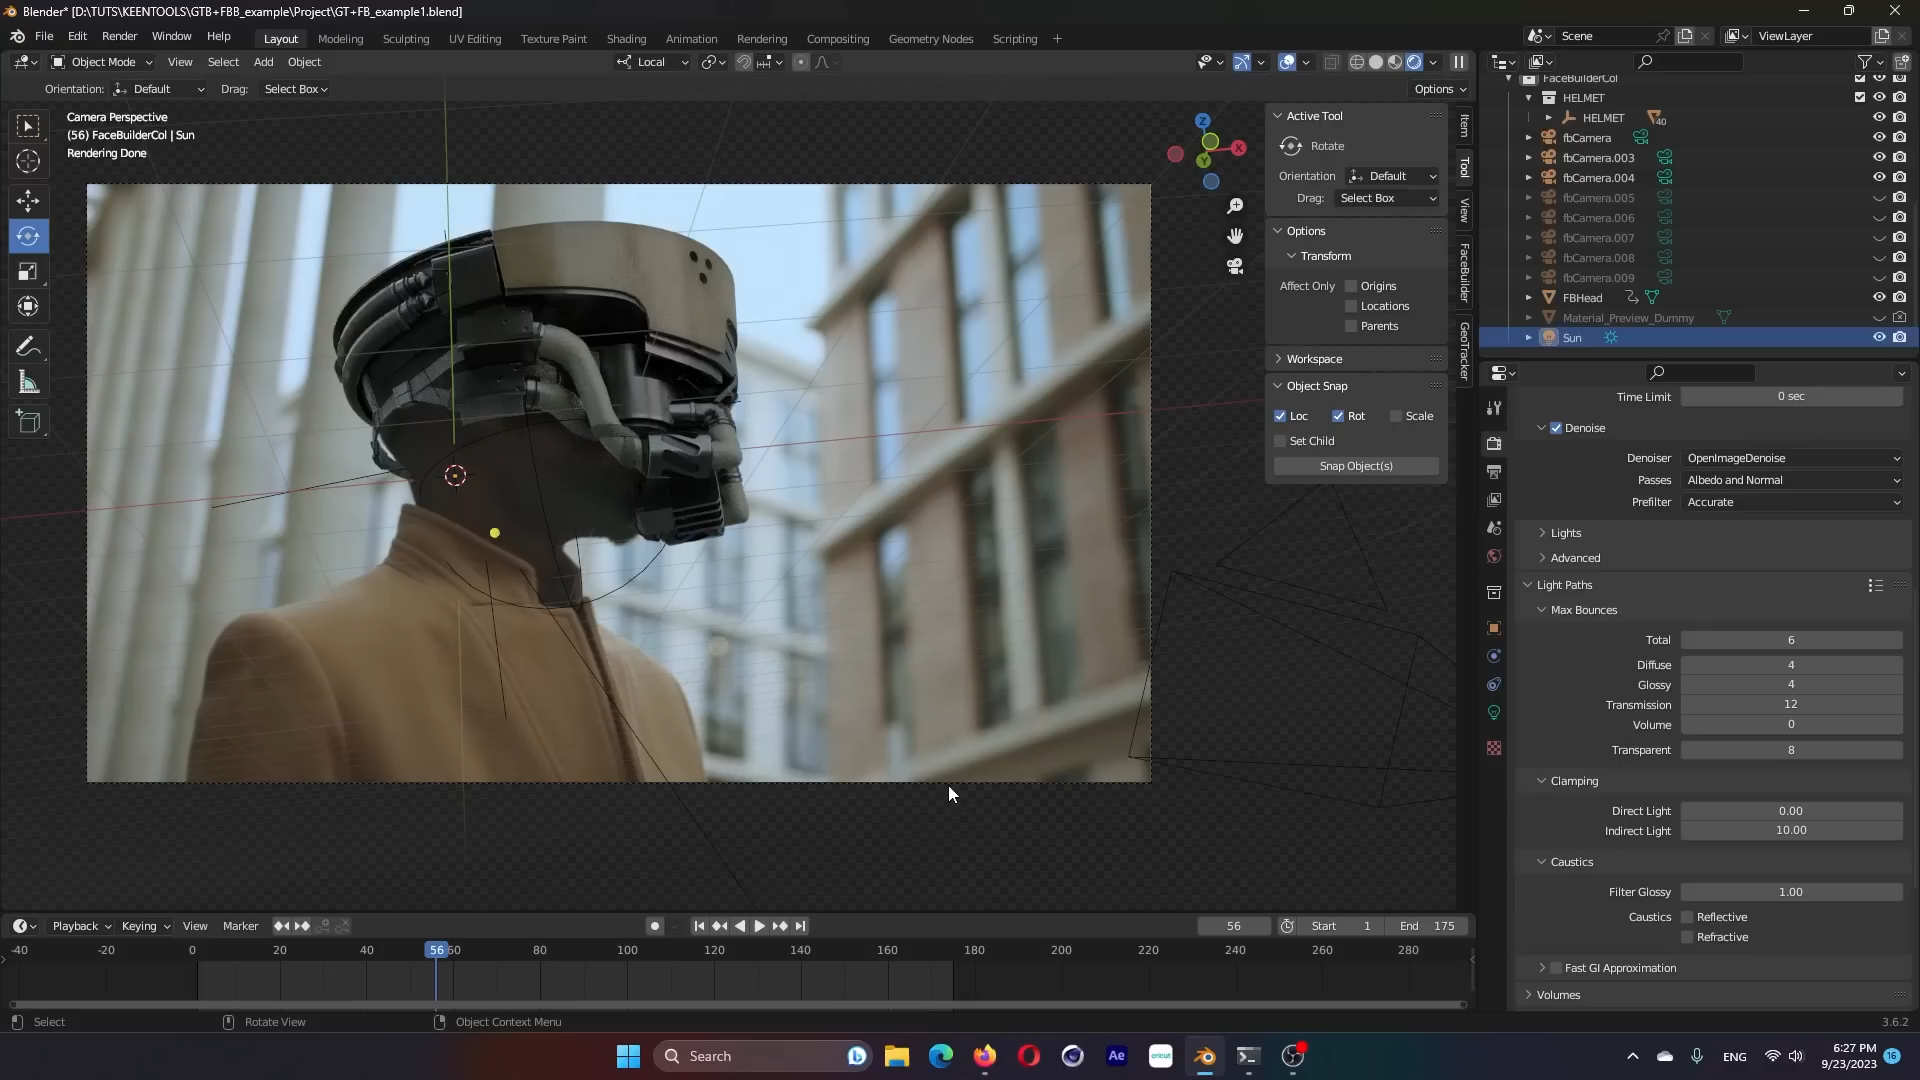 Blender* [D:\TUTS\KEENTOOLS\GTB+FBB_example\Project\GT+FB_example1.blend]
File Edit Render Window Help Layout Modeling Sculpting UV Editing Texture Paint Shading Animation Rendering Compositing Geometry Nodes Scripting + Scene ViewLayer
Object Mode View Select Add Object Local
Orientation: Default Drag: Select Box Options
Camera Perspective
(56) FaceBuilderCol | Sun
Rendering Done
Z
X
Y
Active Tool
Rotate
Orientation Default
Drag: Select Box
Options
Transform
Affect Only Origins
Locations
Parents
Workspace
Object Snap
Loc Rot Scale
Set Child
Snap Object(s)
Item
Tool
View
FaceBuilder
GeoTracker
FaceBuilderCol
HELMET
HELMET 40
fbCamera
fbCamera.003
fbCamera.004
fbCamera.005
fbCamera.006
fbCamera.007
fbCamera.008
fbCamera.009
FBHead
Material_Preview_Dummy
Sun
Time Limit 0 sec
Denoise
Denoiser OpenImageDenoise
Passes Albedo and Normal
Prefilter Accurate
Lights
Advanced
Light Paths
Max Bounces
Total 6
Diffuse 4
Glossy 4
Transmission 12
Volume 0
Transparent 8
Clamping
Direct Light 0.00
Indirect Light 10.00
Caustics
Filter Glossy 1.00
Caustics Reflective
Refractive
Fast GI Approximation
Volumes
Playback Keying View Marker 56 Start 1 End 175
-40 -20 0 20 40 56 60 80 100 120 140 160 180 200 220 240 260 280
Select Rotate View Object Context Menu 3.6.2
Search Ae cricut ENG 6:27 PM
9/23/2023 16